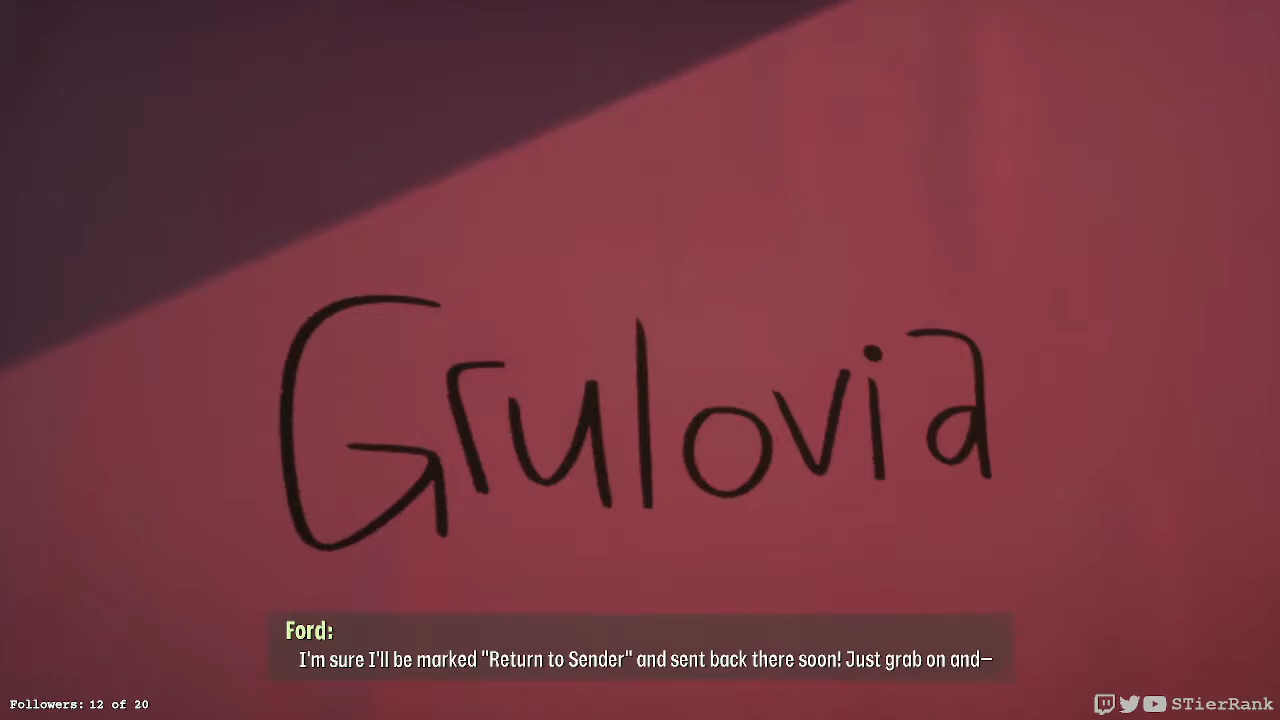 Grulovia
Ford:
I'm sure I'll be marked "Return to Sender" and sent back there soon! Just grab on and—
Followers: 12 of 20
STierRank